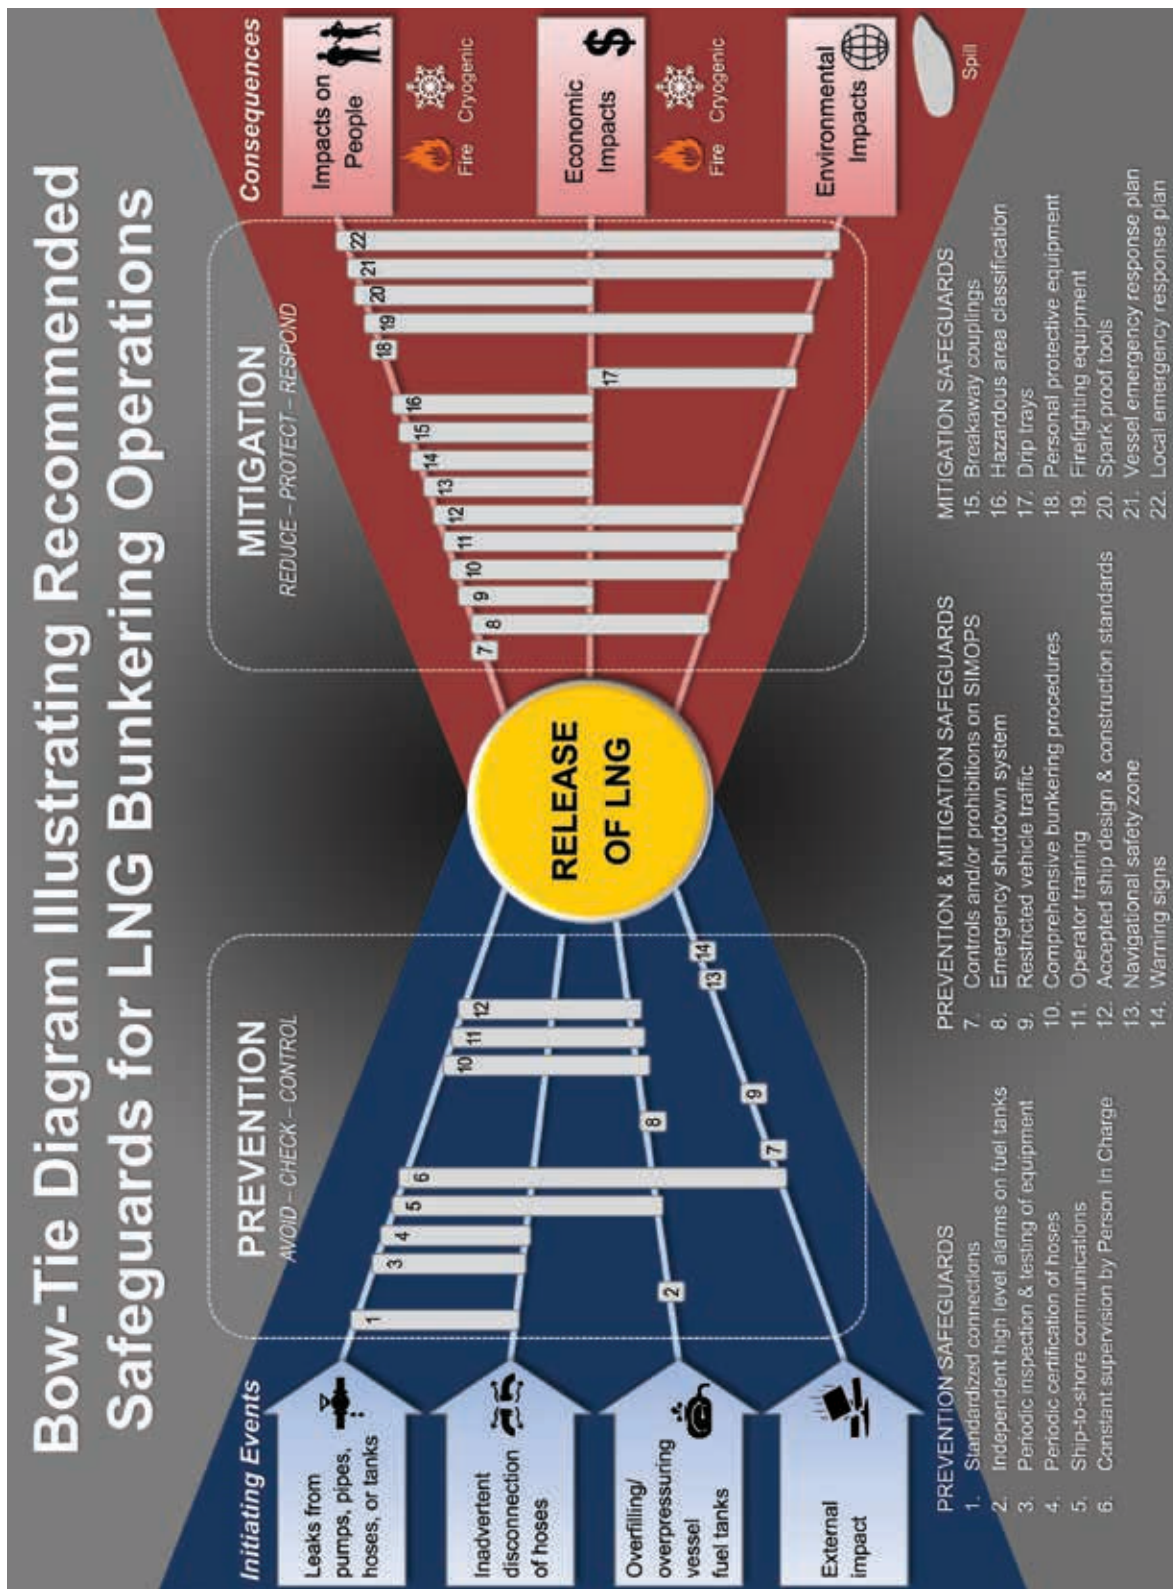 Bow-Tie Diagram Illustrating Recommended
Safeguards for LNG Bunkering Operations
Initiating Events
Leaks from
pumps, pipes,
hoses, or tanks
Inadvertent
disconnection
of hoses
Overfilling/
overpressuring
vessel
fuel tanks
External
impact
PREVENTION
AVOID – CHECK – CONTROL
1
3
4
5
6
10
11
12
2
8
7
9
13
14
RELEASE
OF LNG
MITIGATION
REDUCE – PROTECT – RESPOND
7
8
9
10
11
12
13
14
15
16
17
18
19
20
21
22
Consequences
Impacts on
People
Fire Cryogenic
Economic
Impacts
$
Fire Cryogenic
Environmental
Impacts
Spill
PREVENTION SAFEGUARDS
1. Standardized connections
2. Independent high level alarms on fuel tanks
3. Periodic inspection & testing of equipment
4. Periodic certification of hoses
5. Ship-to-shore communications
6. Constant supervision by Person In Charge
PREVENTION & MITIGATION SAFEGUARDS
7. Controls and/or prohibitions on SIMOPS
8. Emergency shutdown system
9. Restricted vehicle traffic
10. Comprehensive bunkering procedures
11. Operator training
12. Accepted ship design & construction standards
13. Navigational safety zone
14. Warning signs
MITIGATION SAFEGUARDS
15. Breakaway couplings
16. Hazardous area classification
17. Drip trays
18. Personal protective equipment
19. Firefighting equipment
20. Spark proof tools
21. Vessel emergency response plan
22. Local emergency response plan